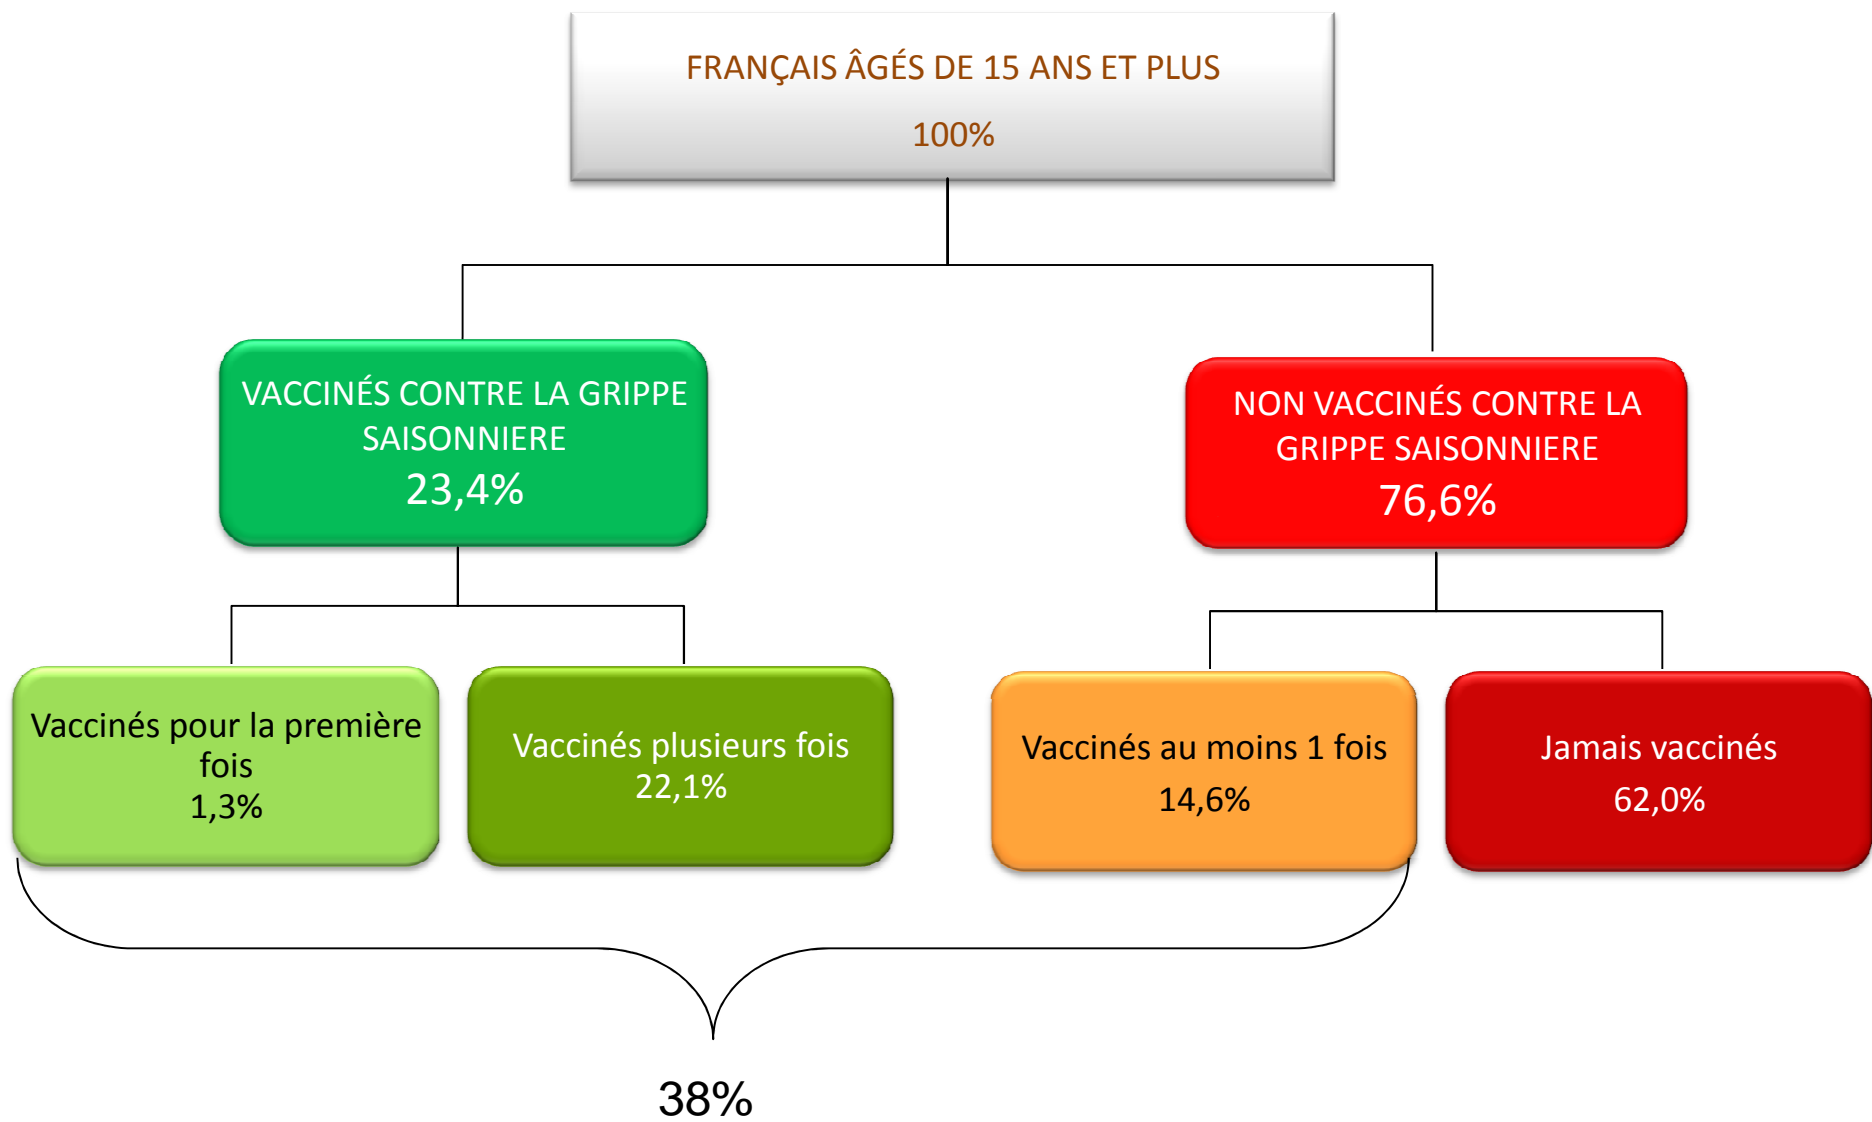 FRANÇAIS ÂGÉS DE 15 ANS ET PLUS
100%
VACCINÉS CONTRE LA GRIPPE
SAISONNIERE
23,4%
NON VACCINÉS CONTRE LA
GRIPPE SAISONNIERE
76,6%
Vaccinés pour la première
fois
1,3%
Vaccinés plusieurs fois
22,1%
Vaccinés au moins 1 fois
14,6%
Jamais vaccinés
62,0%
38%